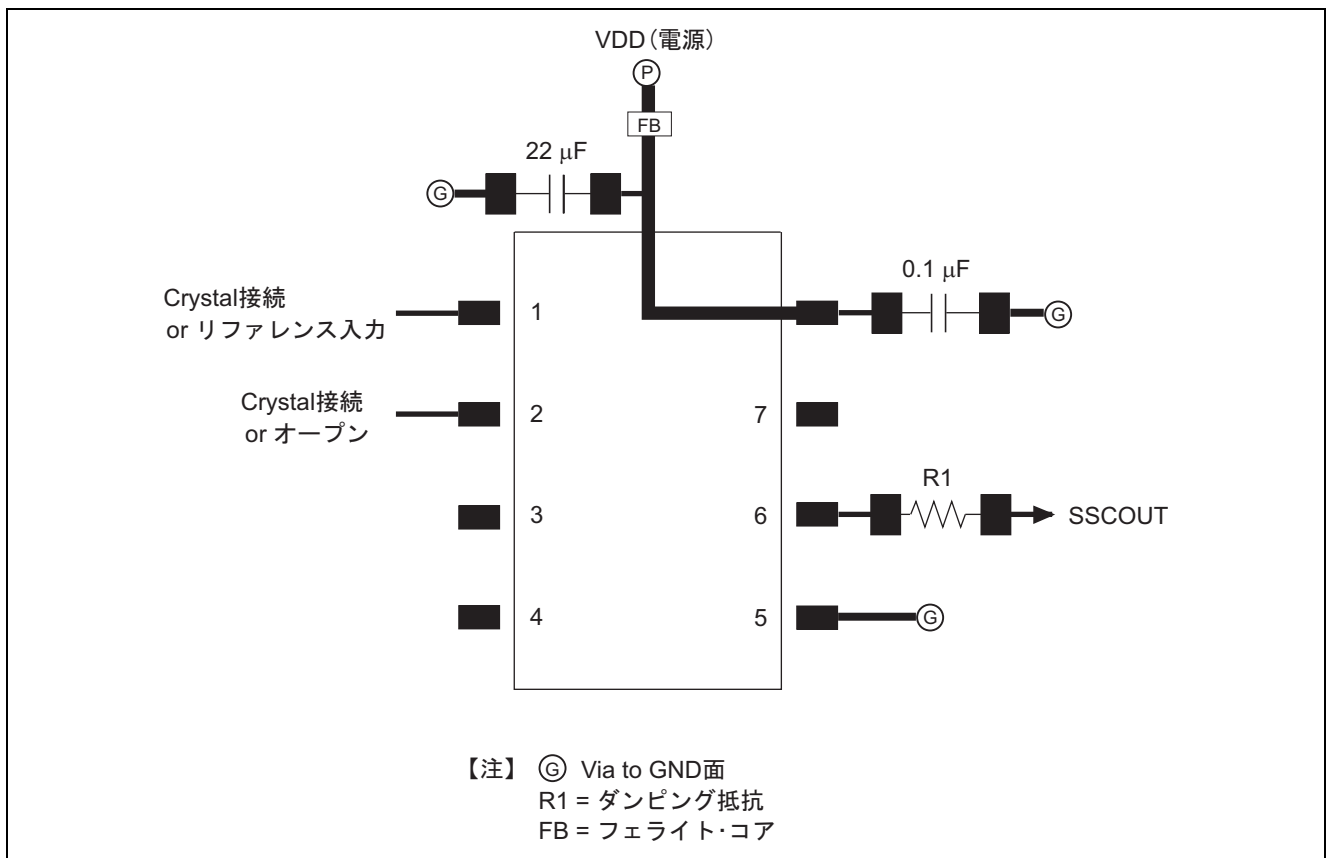 VDD（電源）
P
FB
22 μF
G
0.1 μF
G
Crystal接続
or リファレンス入力
1
Crystal接続
or オープン
2
7
R1
3
6
SSCOUT
4
5
G
【注】 G Via to GND面
R1 = ダンピング抵抗
FB = フェライト・コア